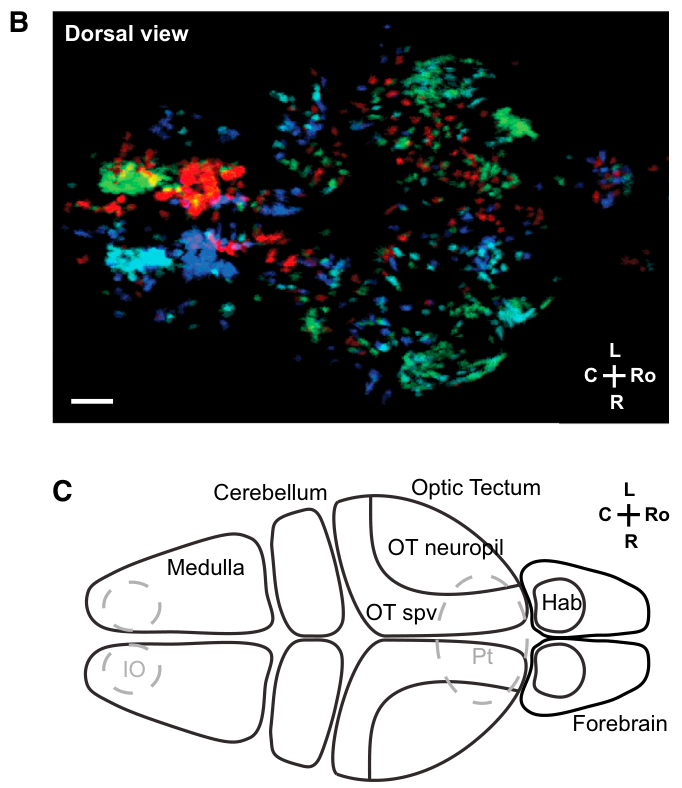 B
Dorsal view
L
C Ro
R
C
Cerebellum
Optic Tectum
L
C Ro
R
OT neuropil
Medulla
Hab
OT spv
Pt
IO
Forebrain